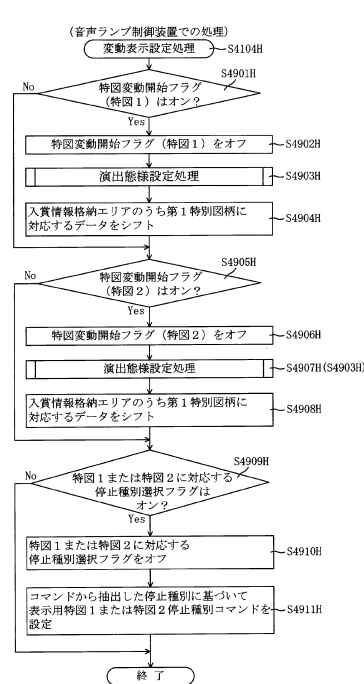 (音声ランプ制御装置での処理)
変動表示設定処理 S4104H
S4901H
No
特図変動開始フラグ
(特図1)はオン?
Yes
特図変動開始フラグ(特図1)をオフ S4902H
演出態様設定処理 S4903H
入賞情報格納エリアのうち第1特別図柄に
対応するデータをシフト S4904H
S4905H
No
特図変動開始フラグ
(特図2)はオン?
Yes
特図変動開始フラグ(特図2)をオフ S4906H
演出態様設定処理 S4907H(S4903H)
入賞情報格納エリアのうち第1特別図柄に
対応するデータをシフト S4908H
S4909H
No
特図1または特図2に対応する
停止種別選択フラグは
オン?
Yes
特図1または特図2に対応する
停止種別選択フラグをオフ S4910H
コマンドから抽出した停止種別に基づいて
表示用特図1または特図2停止種別コマンドを
設定 S4911H
終了